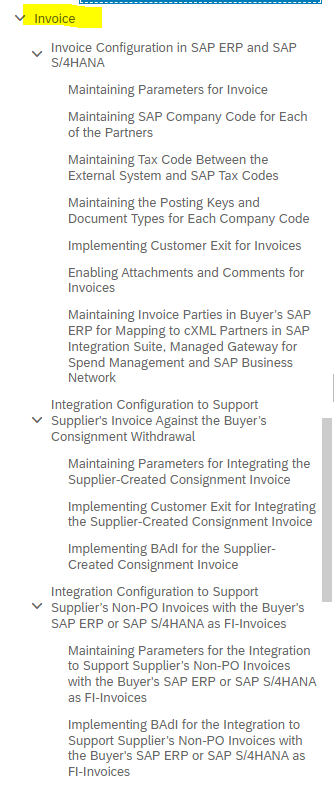 Invoice
Invoice Configuration in SAP ERP and SAP
S/4HANA
Maintaining Parameters for Invoice
Maintaining SAP Company Code for Each
of the Partners
Maintaining Tax Code Between the
External System and SAP Tax Codes
Maintaining the Posting Keys and
Document Types for Each Company Code
Implementing Customer Exit for Invoices
Enabling Attachments and Comments for
Invoices
Maintaining Invoice Parties in Buyer's SAP
ERP for Mapping to cXML Partners in SAP
Integration Suite, Managed Gateway for
Spend Management and SAP Business
Network
Integration Configuration to Support
Supplier's Invoice Against the Buyer's
Consignment Withdrawal
Maintaining Parameters for Integrating the
Supplier-Created Consignment Invoice
Implementing Customer Exit for Integrating
the Supplier-Created Consignment Invoice
Implementing BAdI for the Supplier-
Created Consignment Invoice
Integration Configuration to Support
Supplier's Non-PO Invoices with the Buyer's
SAP ERP or SAP S/4HANA as FI-Invoices
Maintaining Parameters for the Integration
to Support Supplier's Non-PO Invoices
with the Buyer's SAP ERP or SAP S/4HANA
as FI-Invoices
Implementing BAdI for the Integration to
Support Supplier's Non-PO Invoices with
the Buyer's SAP ERP or SAP S/4HANA as
FI-Invoices